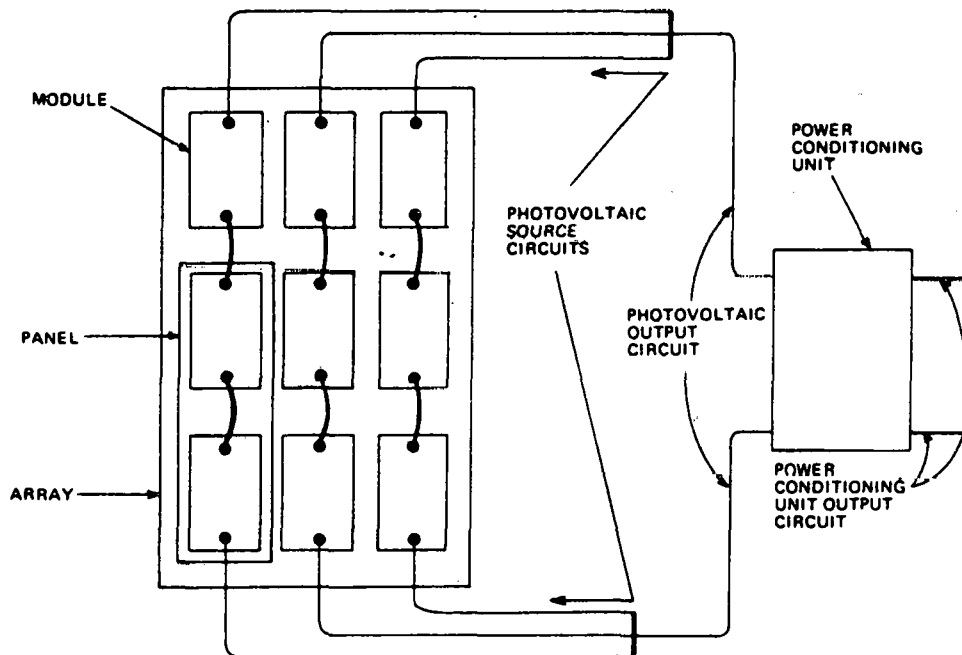 MODULE
POWER
CONDITIONING
UNIT
PHOTOVOLTAIC
SOURCE
CIRCUITS
PANEL
PHOTOVOLTAIC
OUTPUT
CIRCUIT
ARRAY
POWER
CONDITIONING
UNIT OUTPUT
CIRCUIT